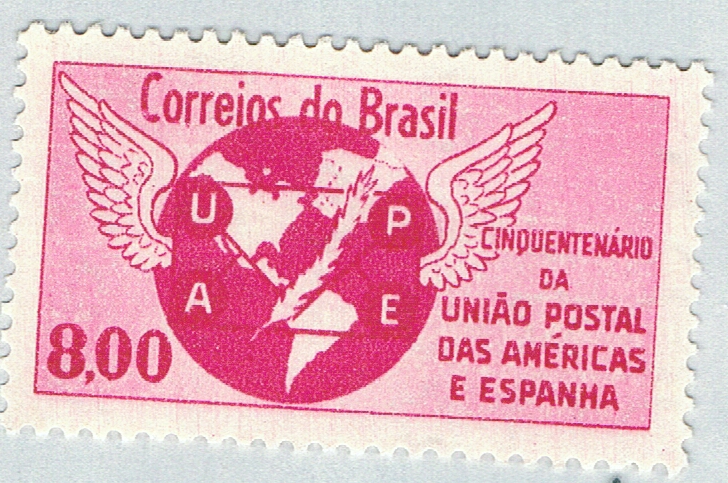 Correios do Brasil
U P
A E
CINQUENTENÁRIO
DA
UNIÃO POSTAL
DAS AMÉRICAS
E ESPANHA
8,00